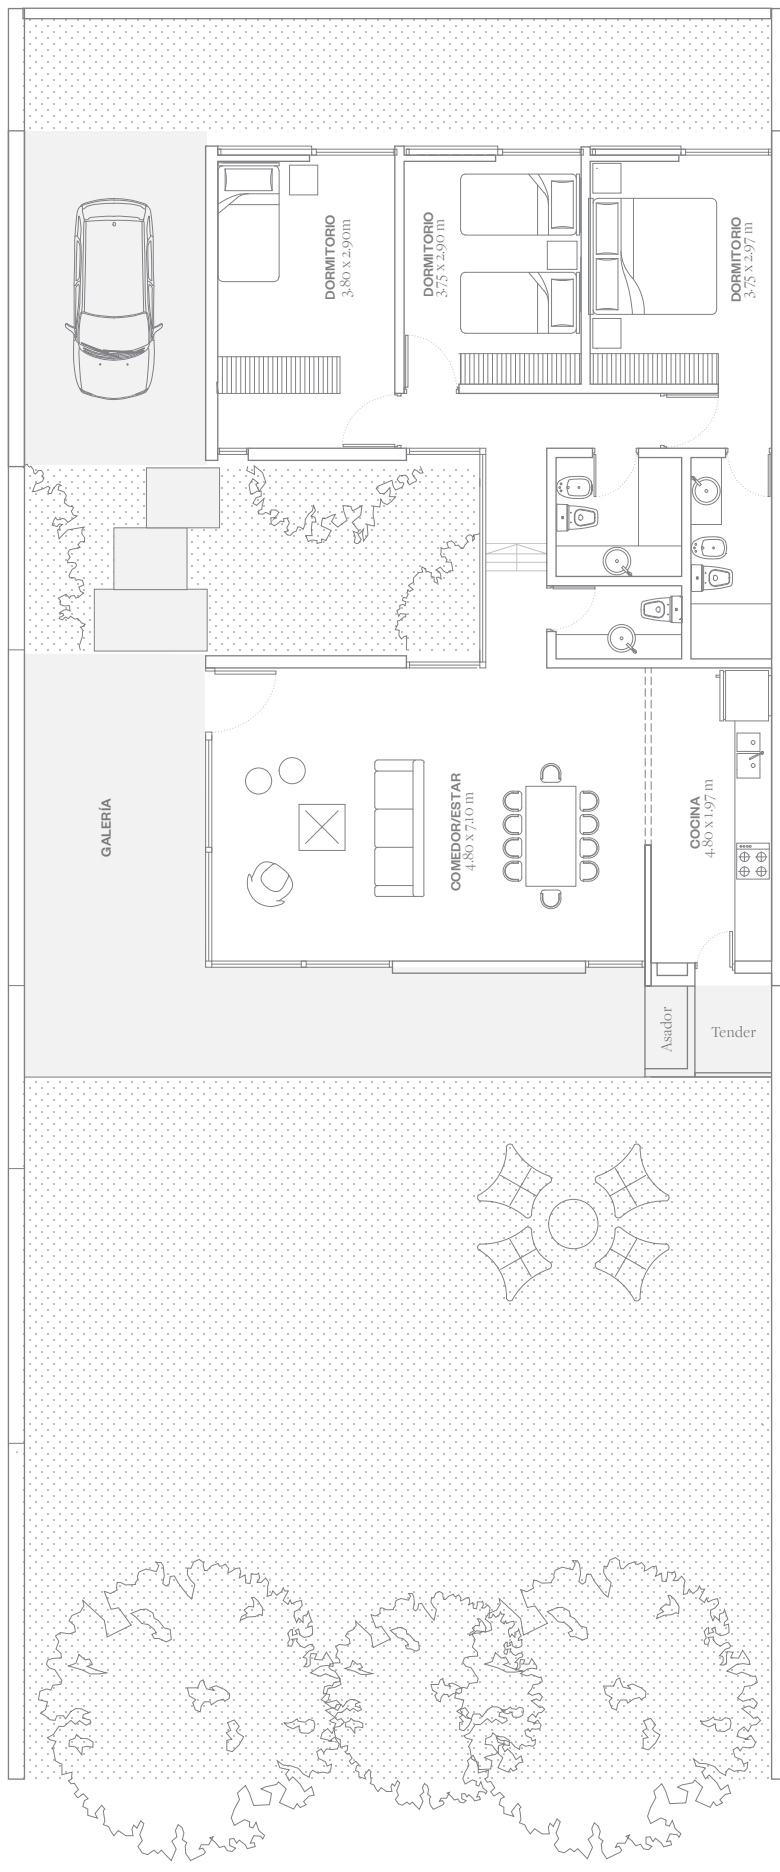 DORMITORIO
3.80 x 2.90m
DORMITORIO
3.75 x 2.90 m
DORMITORIO
3.75 x 2.97 m
GALERÍA
COMEDOR/ESTAR
4.80 x 7.10 m
COCINA
4.80 x 1.97 m
Asador
Tender